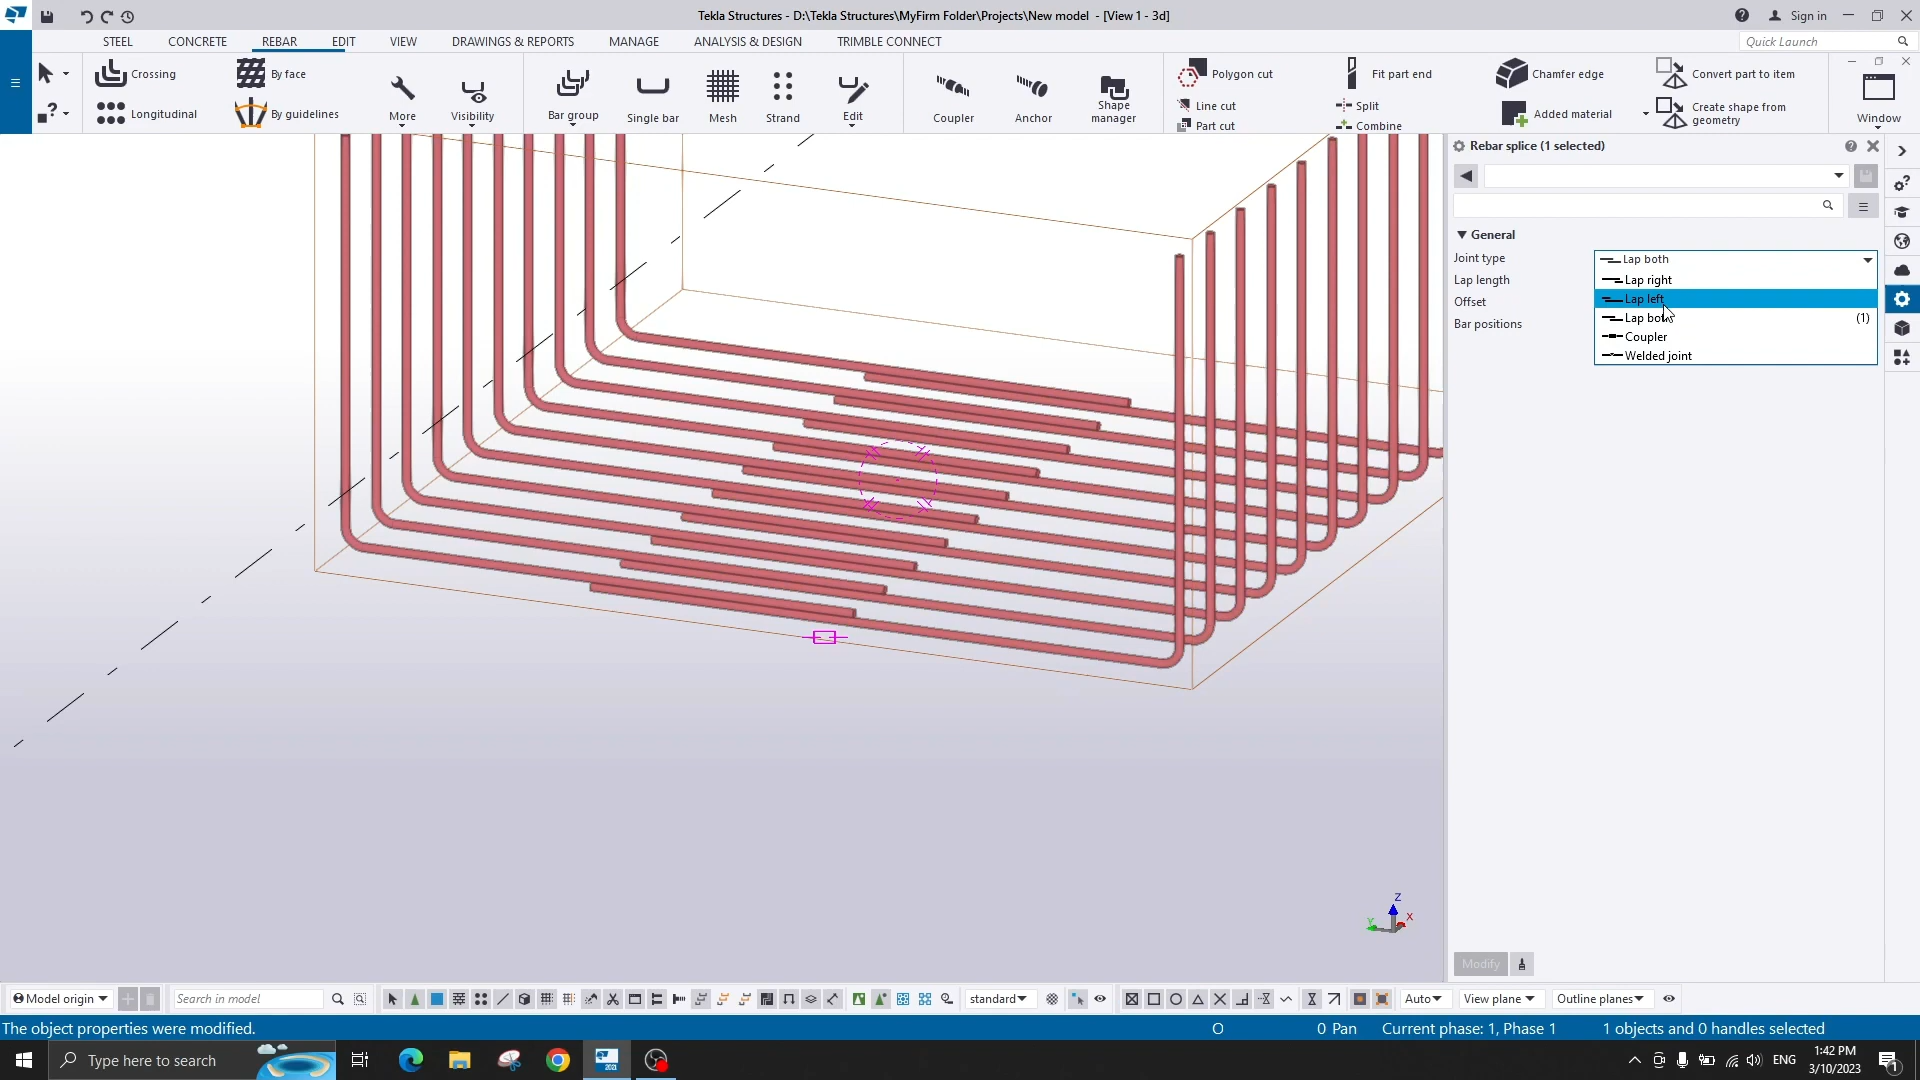 Tekla Structures - D:\Tekla Structures\MyFirm Folder\Projects\New model - [View 1 - 3d]
Sign in
STEEL CONCRETE REBAR EDIT VIEW DRAWINGS & REPORTS MANAGE ANALYSIS & DESIGN TRIMBLE CONNECT
Quick Launch
Crossing
Longitudinal
By face
By guidelines
More
Visibility
Bar group
Single bar
Mesh
Strand
Edit
Coupler
Anchor
Shape
manager
Polygon cut
Line cut
Part cut
Fit part end
Split
Combine
Chamfer edge
Added material
Convert part to item
Create shape from
geometry
Window
Rebar splice (1 selected)
General
Joint type
Lap both
Lap length
Lap right
Lap left
Offset
Lap both (1)
Bar positions
Coupler
Welded joint
Z
Y
X
Modify
Model origin
Search in model
standard
Auto
View plane
Outline planes
The object properties were modified.
O
0 Pan
Current phase: 1, Phase 1
1 objects and 0 handles selected
Type here to search
2021
ENG
1:42 PM
3/10/2023
1